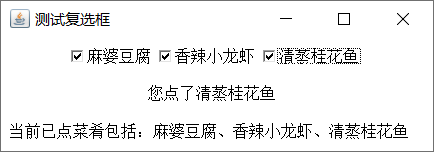 测试复选框
麻婆豆腐 香辣小龙虾 清蒸桂花鱼
您点了清蒸桂花鱼
当前已点菜肴包括：麻婆豆腐、香辣小龙虾、清蒸桂花鱼